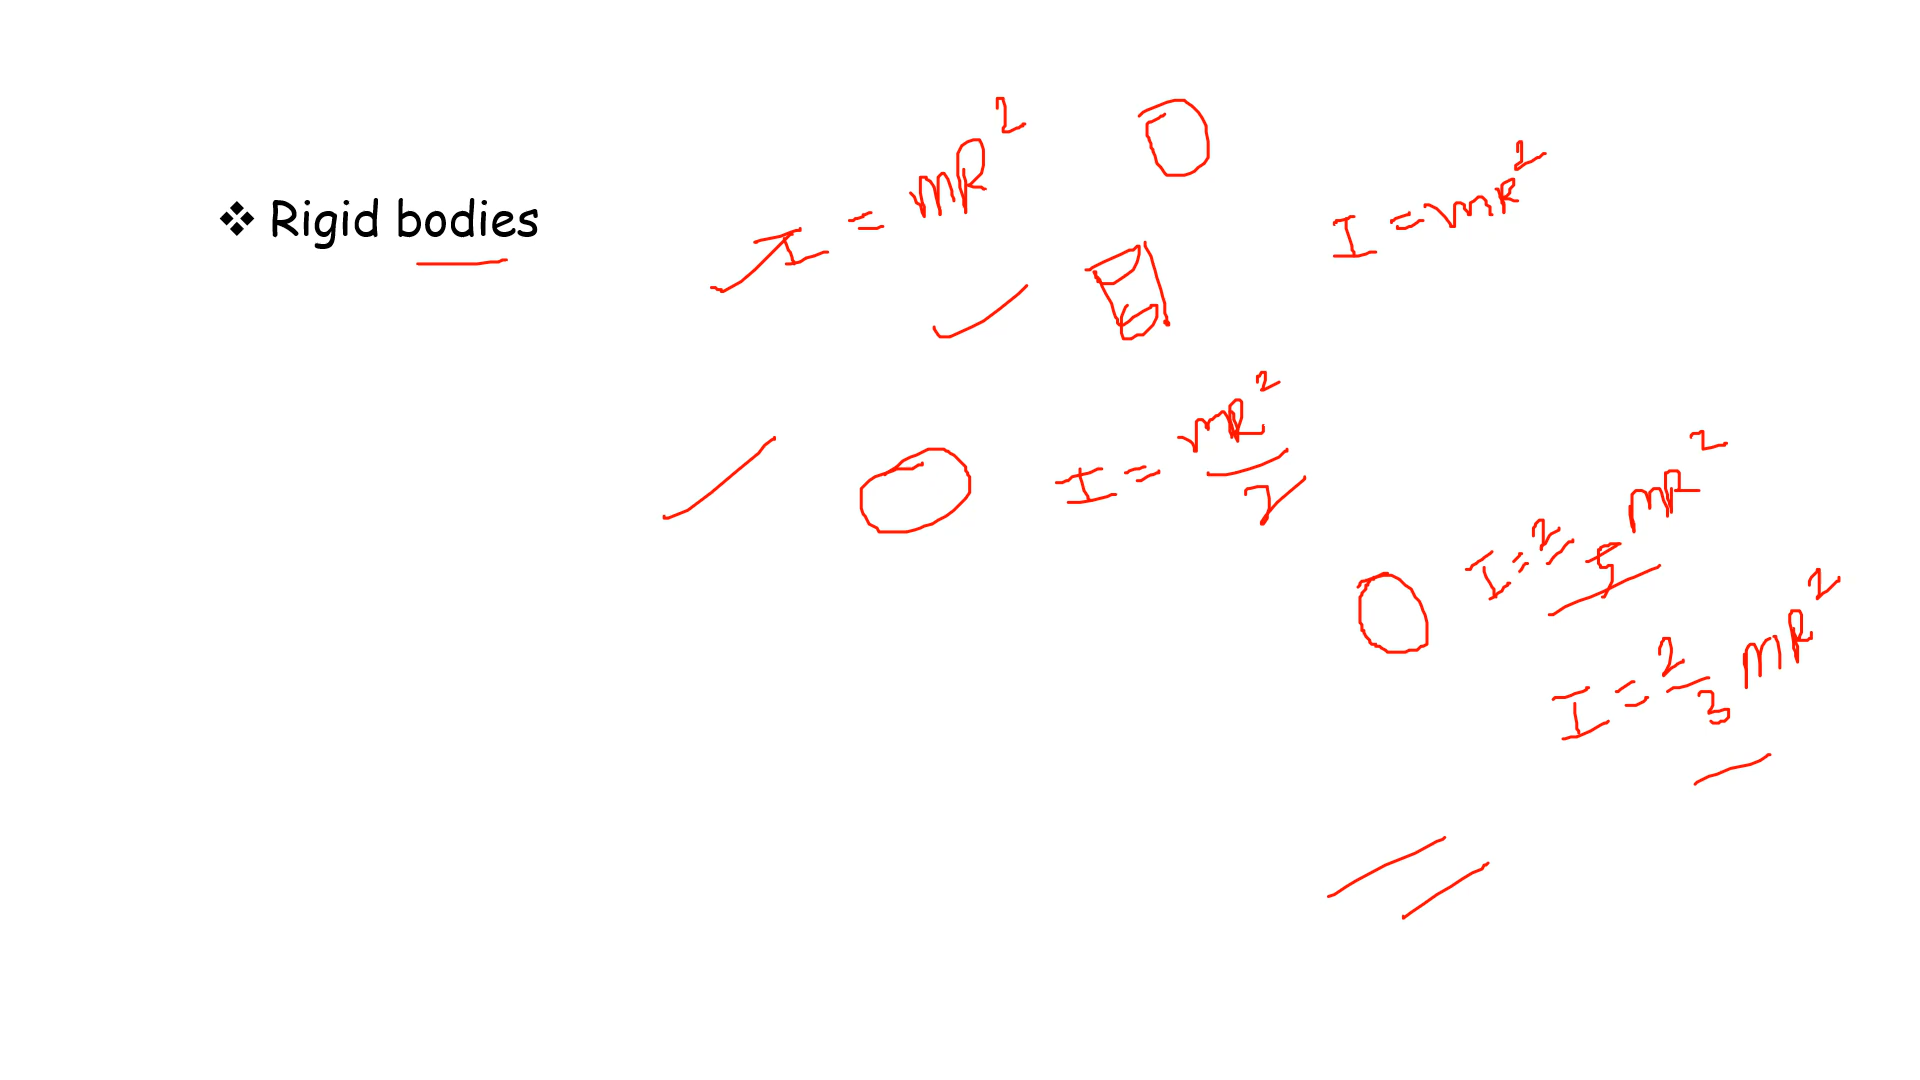 ❖ Rigid bodies
I = mR²
I = mR²
I = mR²/2
I = 2/5 mR²
I = 2/3 mR²